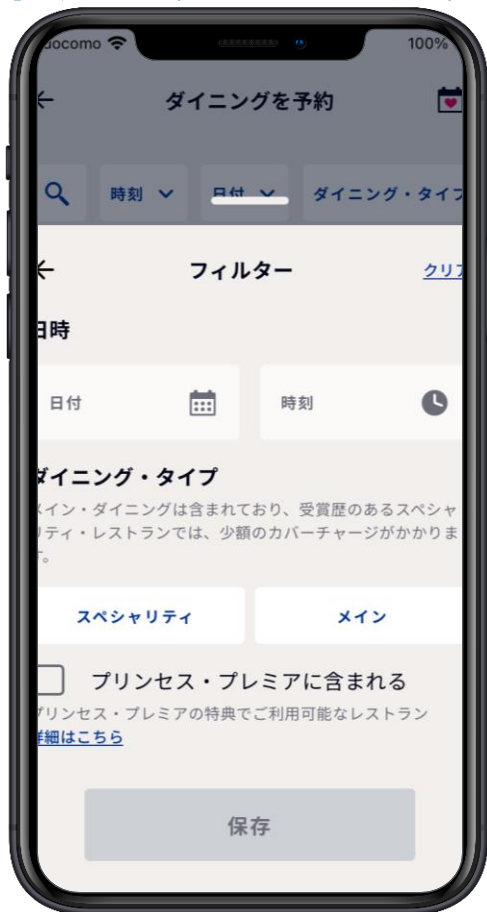 docomo 100%
ダイニングを予約
時刻 日付 ダイニング・タイプ
フィルター クリア
日時
日付 時刻
ダイニング・タイプ
メイン・ダイニングは含まれており、受賞歴のあるスペシャ
リティ・レストランでは、少額のカバーチャージがかかりま
す。
スペシャリティ メイン
プリンセス・プレミアに含まれる
プリンセス・プレミアの特典でご利用可能なレストラン
詳細はこちら
保存